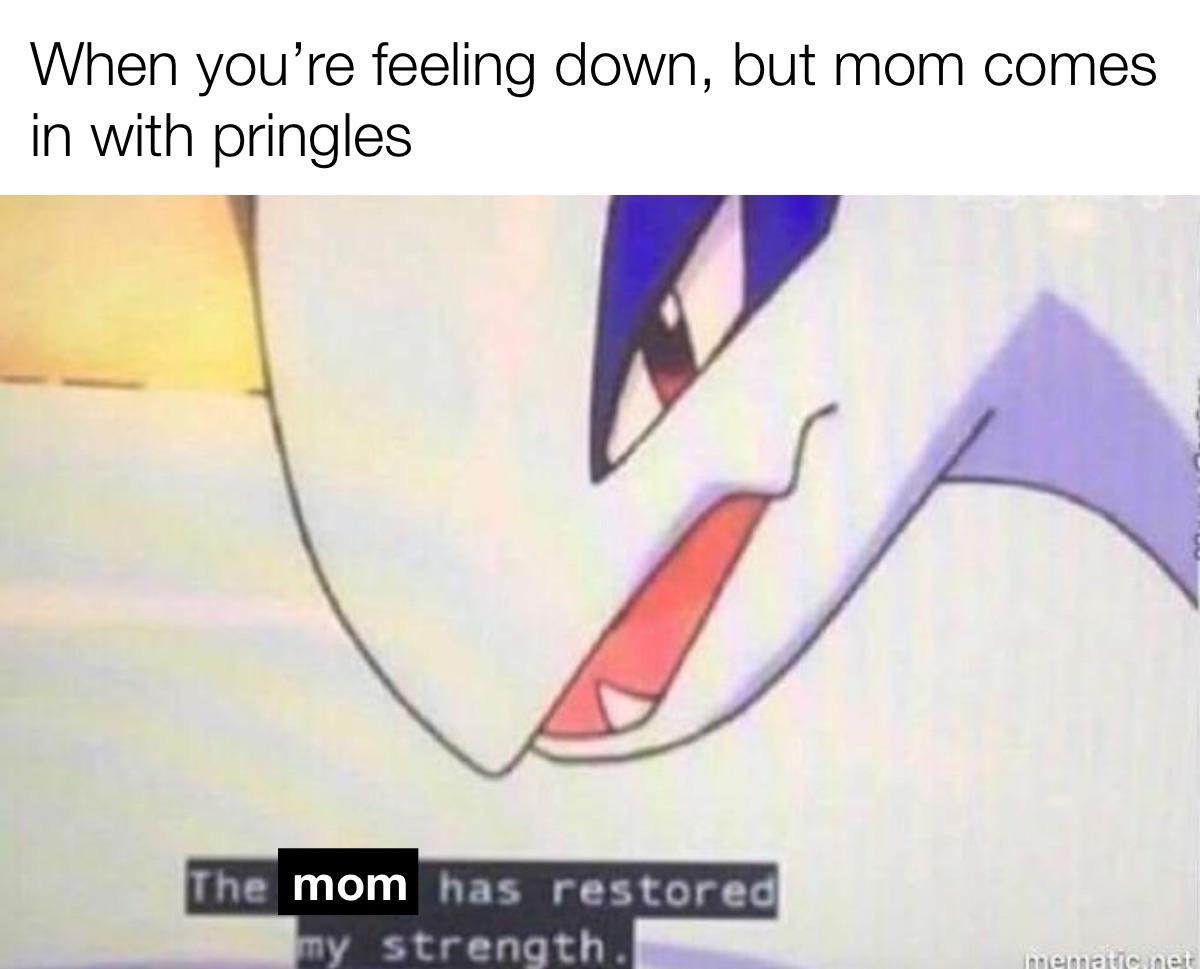 When you’re feeling down, but mom comes
in with pringles
The mom has restored
my strength.
mematic.net